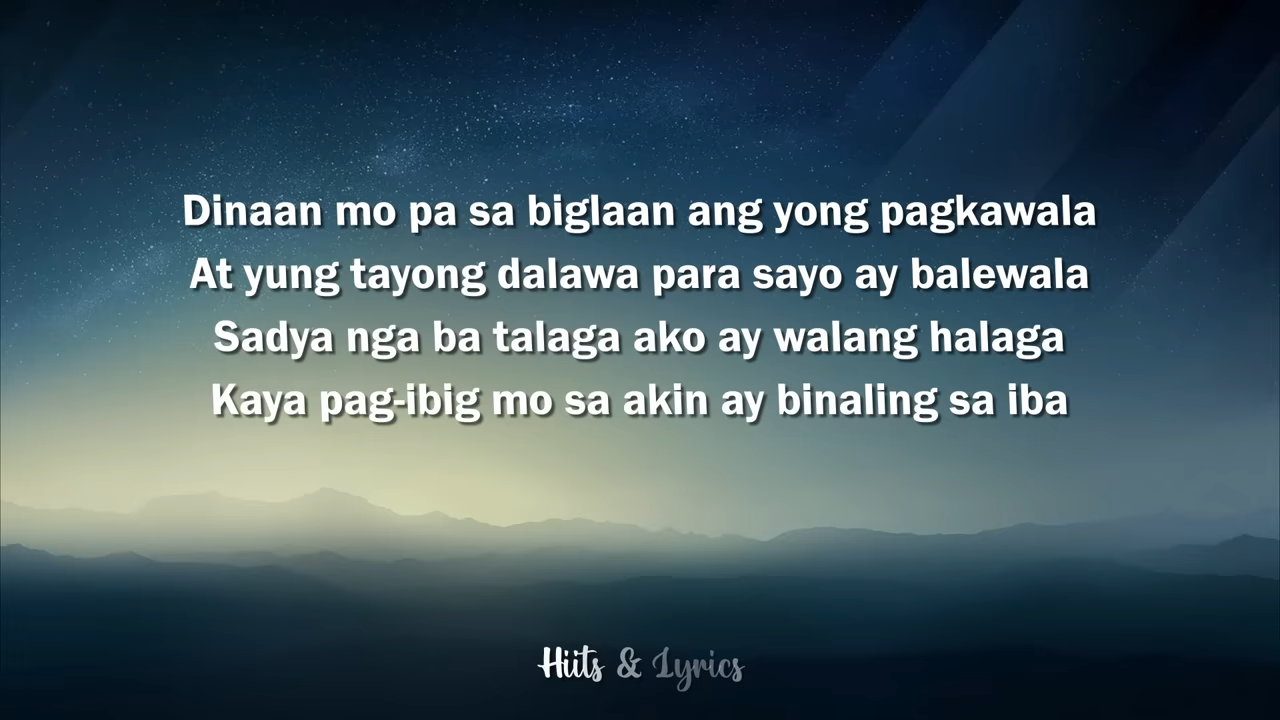 Dinaan mo pa sa biglaan ang yong pagkawala
At yung tayong dalawa para sayo ay balewala
Sadya nga ba talaga ako ay walang halaga
Kaya pag-ibig mo sa akin ay binaling sa iba
Hits & Lyrics